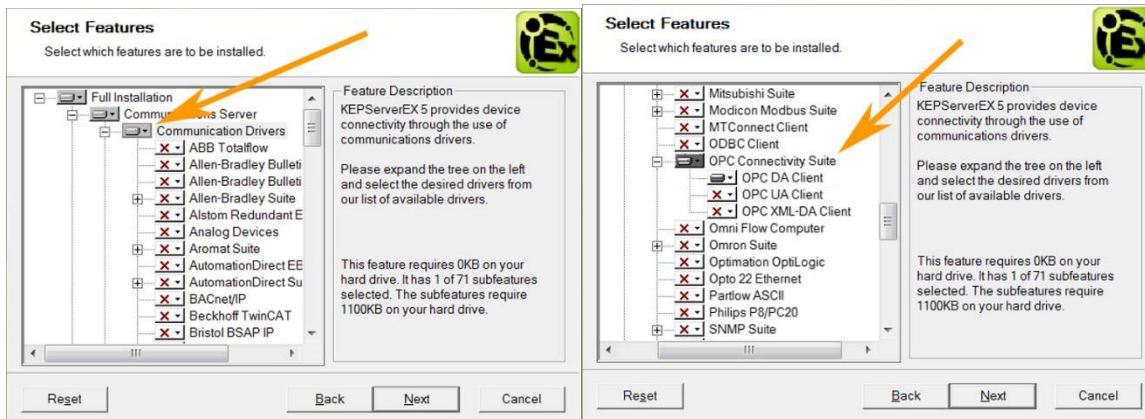 Select Features
Select which features are to be installed.
Full Installation
Communications Server
Communication Drivers
ABB Totalflow
Allen-Bradley Bulleti
Allen-Bradley Bulleti
Allen-Bradley Suite
Alstom Redundant E
Analog Devices
Aromat Suite
AutomationDirect EB
AutomationDirect Su
BACnet/IP
Beckhoff TwinCAT
Bristol BSAP IP
Feature Description
KEPServerEX 5 provides device
connectivity through the use of
communications drivers.
Please expand the tree on the left
and select the desired drivers from
our list of available drivers.
This feature requires 0KB on your
hard drive. It has 1 of 71 subfeatures
selected. The subfeatures require
1100KB on your hard drive.
Reset
Back
Next
Cancel
Select Features
Select which features are to be installed.
Mitsubishi Suite
Modicon Modbus Suite
MTConnect Client
ODBC Client
OPC Connectivity Suite
OPC DA Client
OPC UA Client
OPC XML-DA Client
Omni Flow Computer
Omron Suite
Optimation OptiLogic
Opto 22 Ethernet
Partlow ASCII
Philips P8/PC20
SNMP Suite
Feature Description
KEPServerEX 5 provides device
connectivity through the use of
communications drivers.
Please expand the tree on the left
and select the desired drivers from
our list of available drivers.
This feature requires 0KB on your
hard drive. It has 1 of 71 subfeatures
selected. The subfeatures require
1100KB on your hard drive.
Reset
Back
Next
Cancel